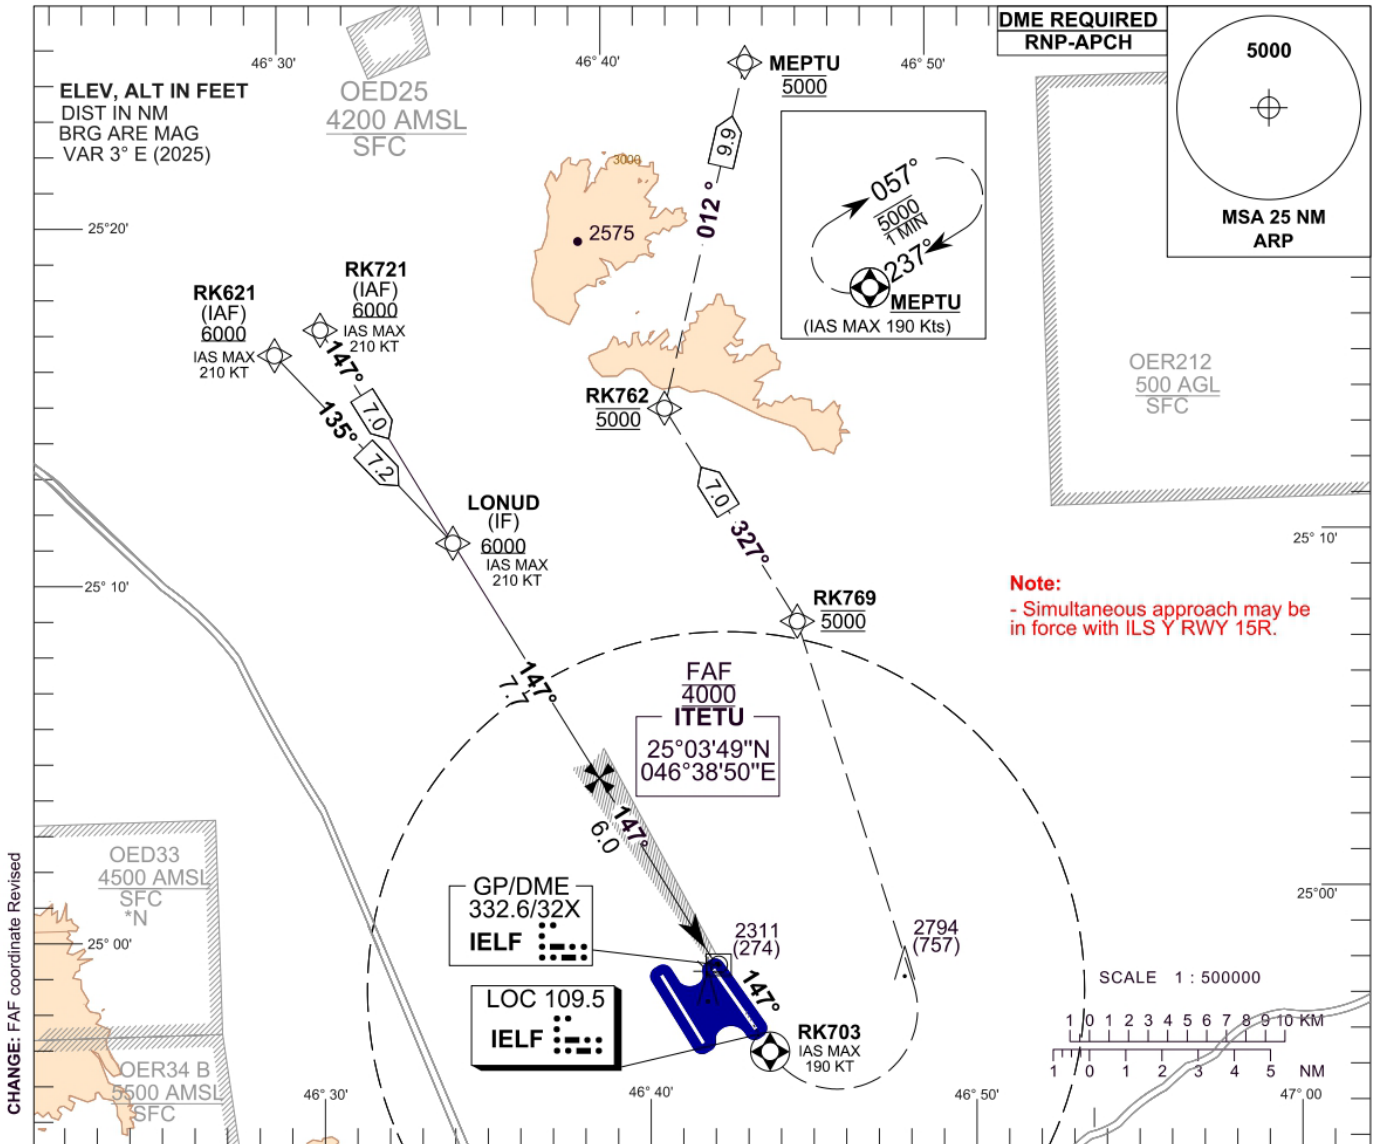 DME REQUIRED
RNP-APCH
5000
MSA 25 NM
ARP
46° 30'
46° 40'
46° 50'
ELEV, ALT IN FEET
DIST IN NM
BRG ARE MAG
VAR 3° E (2025)
OED25
4200 AMSL
SFC
MEPTU
5000
9.9
012 °
3000
2575
057°
5000
1 MIN
237°
MEPTU
(IAS MAX 190 Kts)
25°20'
RK721
(IAF)
6000
IAS MAX
210 KT
RK621
(IAF)
6000
IAS MAX
210 KT
147°
7.0
135°
7.2
RK762
5000
OER212
500 AGL
SFC
7.0
327°
LONUD
(IF)
6000
IAS MAX
210 KT
25° 10'
25° 10'
Note:
- Simultaneous approach may be
in force with ILS Y RWY 15R.
RK769
5000
147°
7.7
FAF
4000
ITETU
25°03'49"N
046°38'50"E
147°
6.0
OED33
4500 AMSL
SFC
*N
25° 00'
25°00'
GP/DME
332.6/32X
IELF
2311
(274)
2794
(757)
LOC 109.5
IELF
147°
RK703
IAS MAX
190 KT
SCALE 1 : 500000
1 0 1 2 3 4 5 6 7 8 9 10 KM
1 0 1 2 3 4 5 NM
OER34 B
5500 AMSL
SFC
46° 30'
46° 40'
46° 50'
47° 00'
CHANGE: FAF coordinate Revised